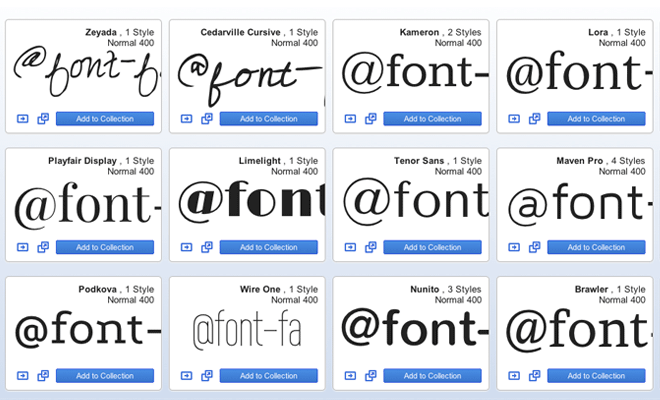 Zeyada , 1 Style
Normal 400
@font-f
Add to Collection
Cedarville Cursive , 1 Style
Normal 400
@font-
Add to Collection
Kameron , 2 Styles
Normal 400
@font-
Add to Collection
Lora , 1 Style
Normal 400
@font-
Add to Collection
Playfair Display , 1 Style
Normal 400
@font-
Add to Collection
Limelight , 1 Style
Normal 400
@font
Add to Collection
Tenor Sans , 1 Style
Normal 400
@font
Add to Collection
Maven Pro , 4 Styles
Normal 400
@font-
Add to Collection
Podkova , 1 Style
Normal 400
@font-
Add to Collection
Wire One , 1 Style
Normal 400
@font-fa
Add to Collection
Nunito , 3 Styles
Normal 400
@font-
Add to Collection
Brawler , 1 Style
Normal 400
@font-
Add to Collection